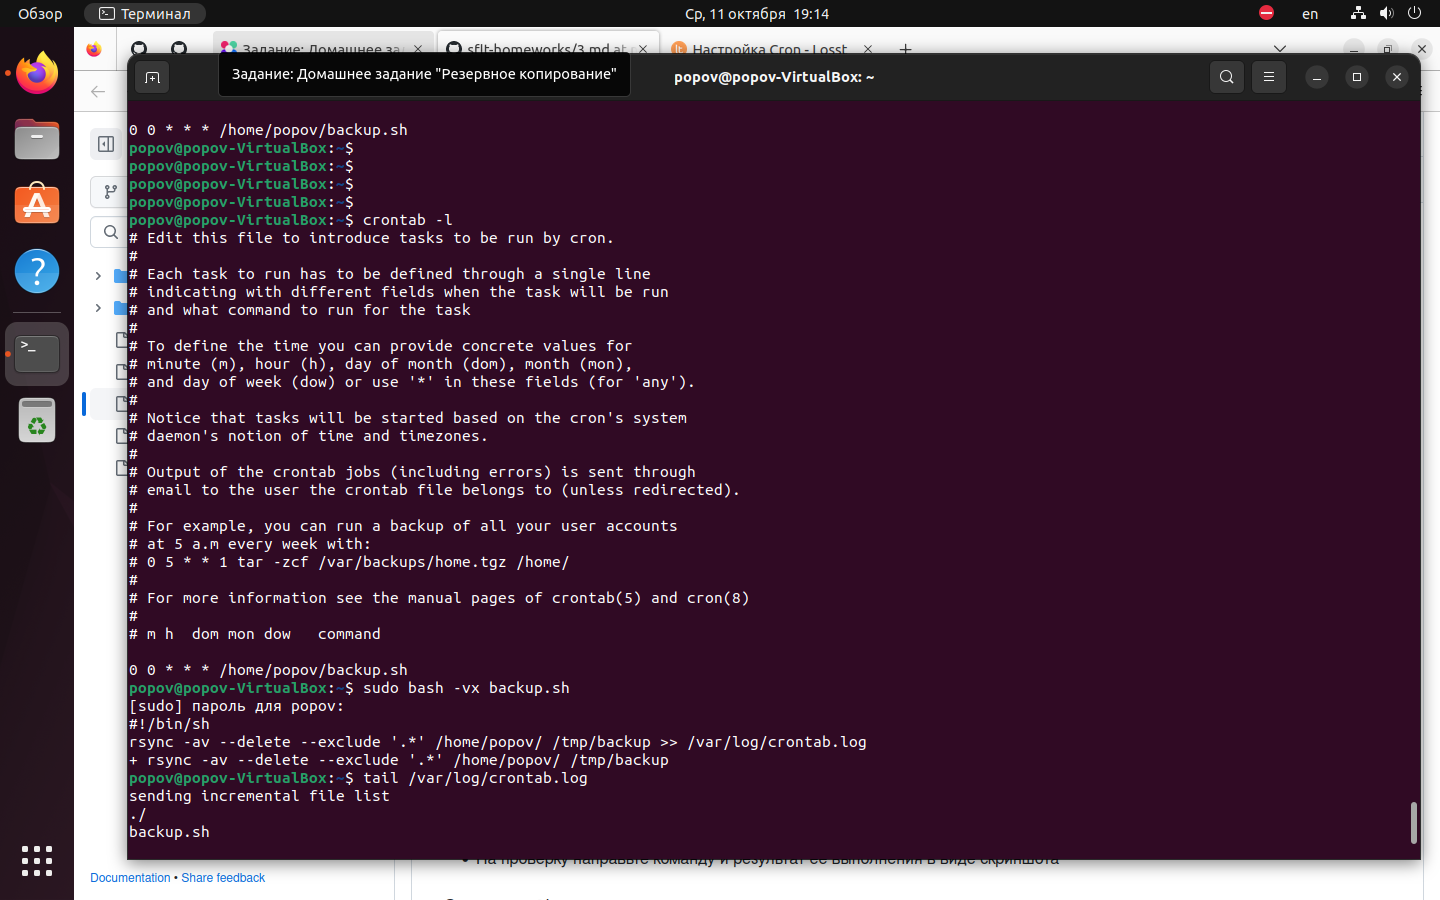 Обзор
Терминал
Ср, 11 октября 19:14
en
Задание: Домашнее за
sflt-homeworks/3.md at
Настройка Cron - Losst
Задание: Домашнее задание "Резервное копирование"
popov@popov-VirtualBox: ~
0 0 * * * /home/popov/backup.sh
popov@popov-VirtualBox:~$
popov@popov-VirtualBox:~$
popov@popov-VirtualBox:~$
popov@popov-VirtualBox:~$
popov@popov-VirtualBox:~$ crontab -l
# Edit this file to introduce tasks to be run by cron.
#
# Each task to run has to be defined through a single line
# indicating with different fields when the task will be run
# and what command to run for the task
#
# To define the time you can provide concrete values for
# minute (m), hour (h), day of month (dom), month (mon),
# and day of week (dow) or use '*' in these fields (for 'any').
#
# Notice that tasks will be started based on the cron's system
# daemon's notion of time and timezones.
#
# Output of the crontab jobs (including errors) is sent through
# email to the user the crontab file belongs to (unless redirected).
#
# For example, you can run a backup of all your user accounts
# at 5 a.m every week with:
# 0 5 * * 1 tar -zcf /var/backups/home.tgz /home/
#
# For more information see the manual pages of crontab(5) and cron(8)
#
# m h  dom mon dow   command
0 0 * * * /home/popov/backup.sh
popov@popov-VirtualBox:~$ sudo bash -vx backup.sh
[sudo] пароль для popov:
#!/bin/sh
rsync -av --delete --exclude '.*' /home/popov/ /tmp/backup >> /var/log/crontab.log
+ rsync -av --delete --exclude '.*' /home/popov/ /tmp/backup
popov@popov-VirtualBox:~$ tail /var/log/crontab.log
sending incremental file list
./
backup.sh
На проверку направьте команду и результат ее выполнения в виде скриншота
Documentation • Share feedback